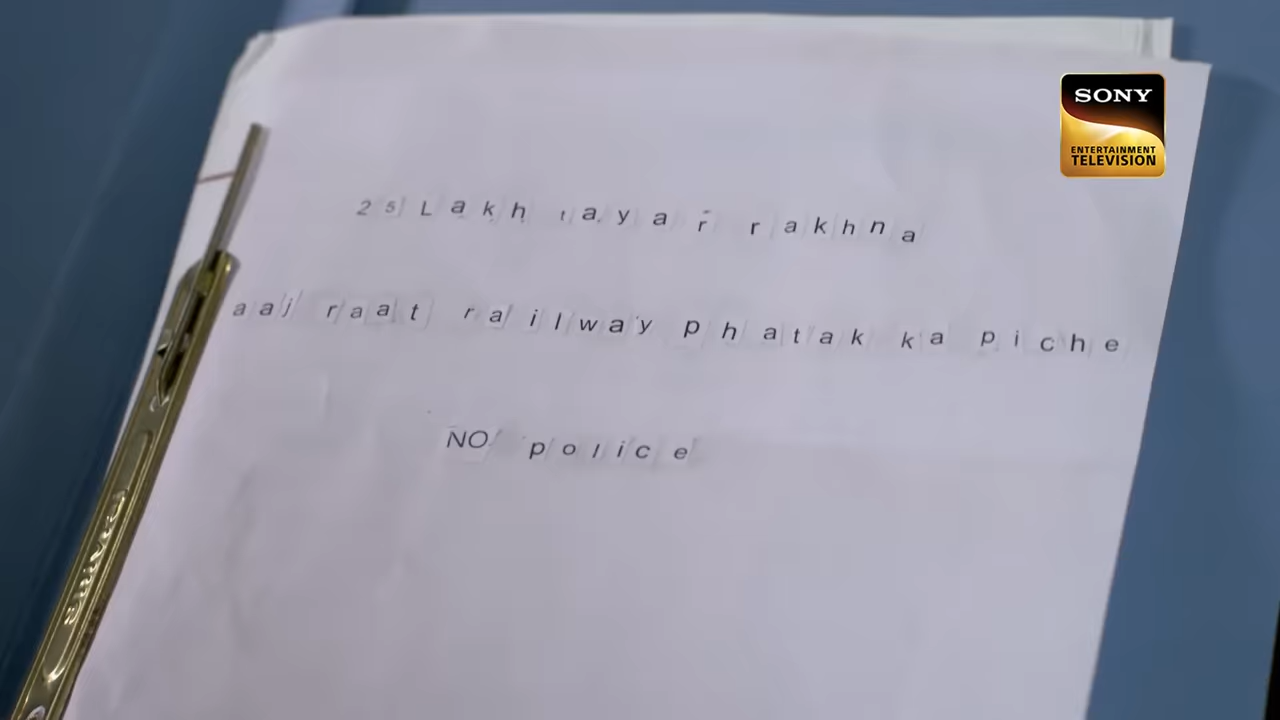 SONY
ENTERTAINMENT
TELEVISION
25 Lakh tayar rakhna
aaj raat railway phatak ka piche
NO police